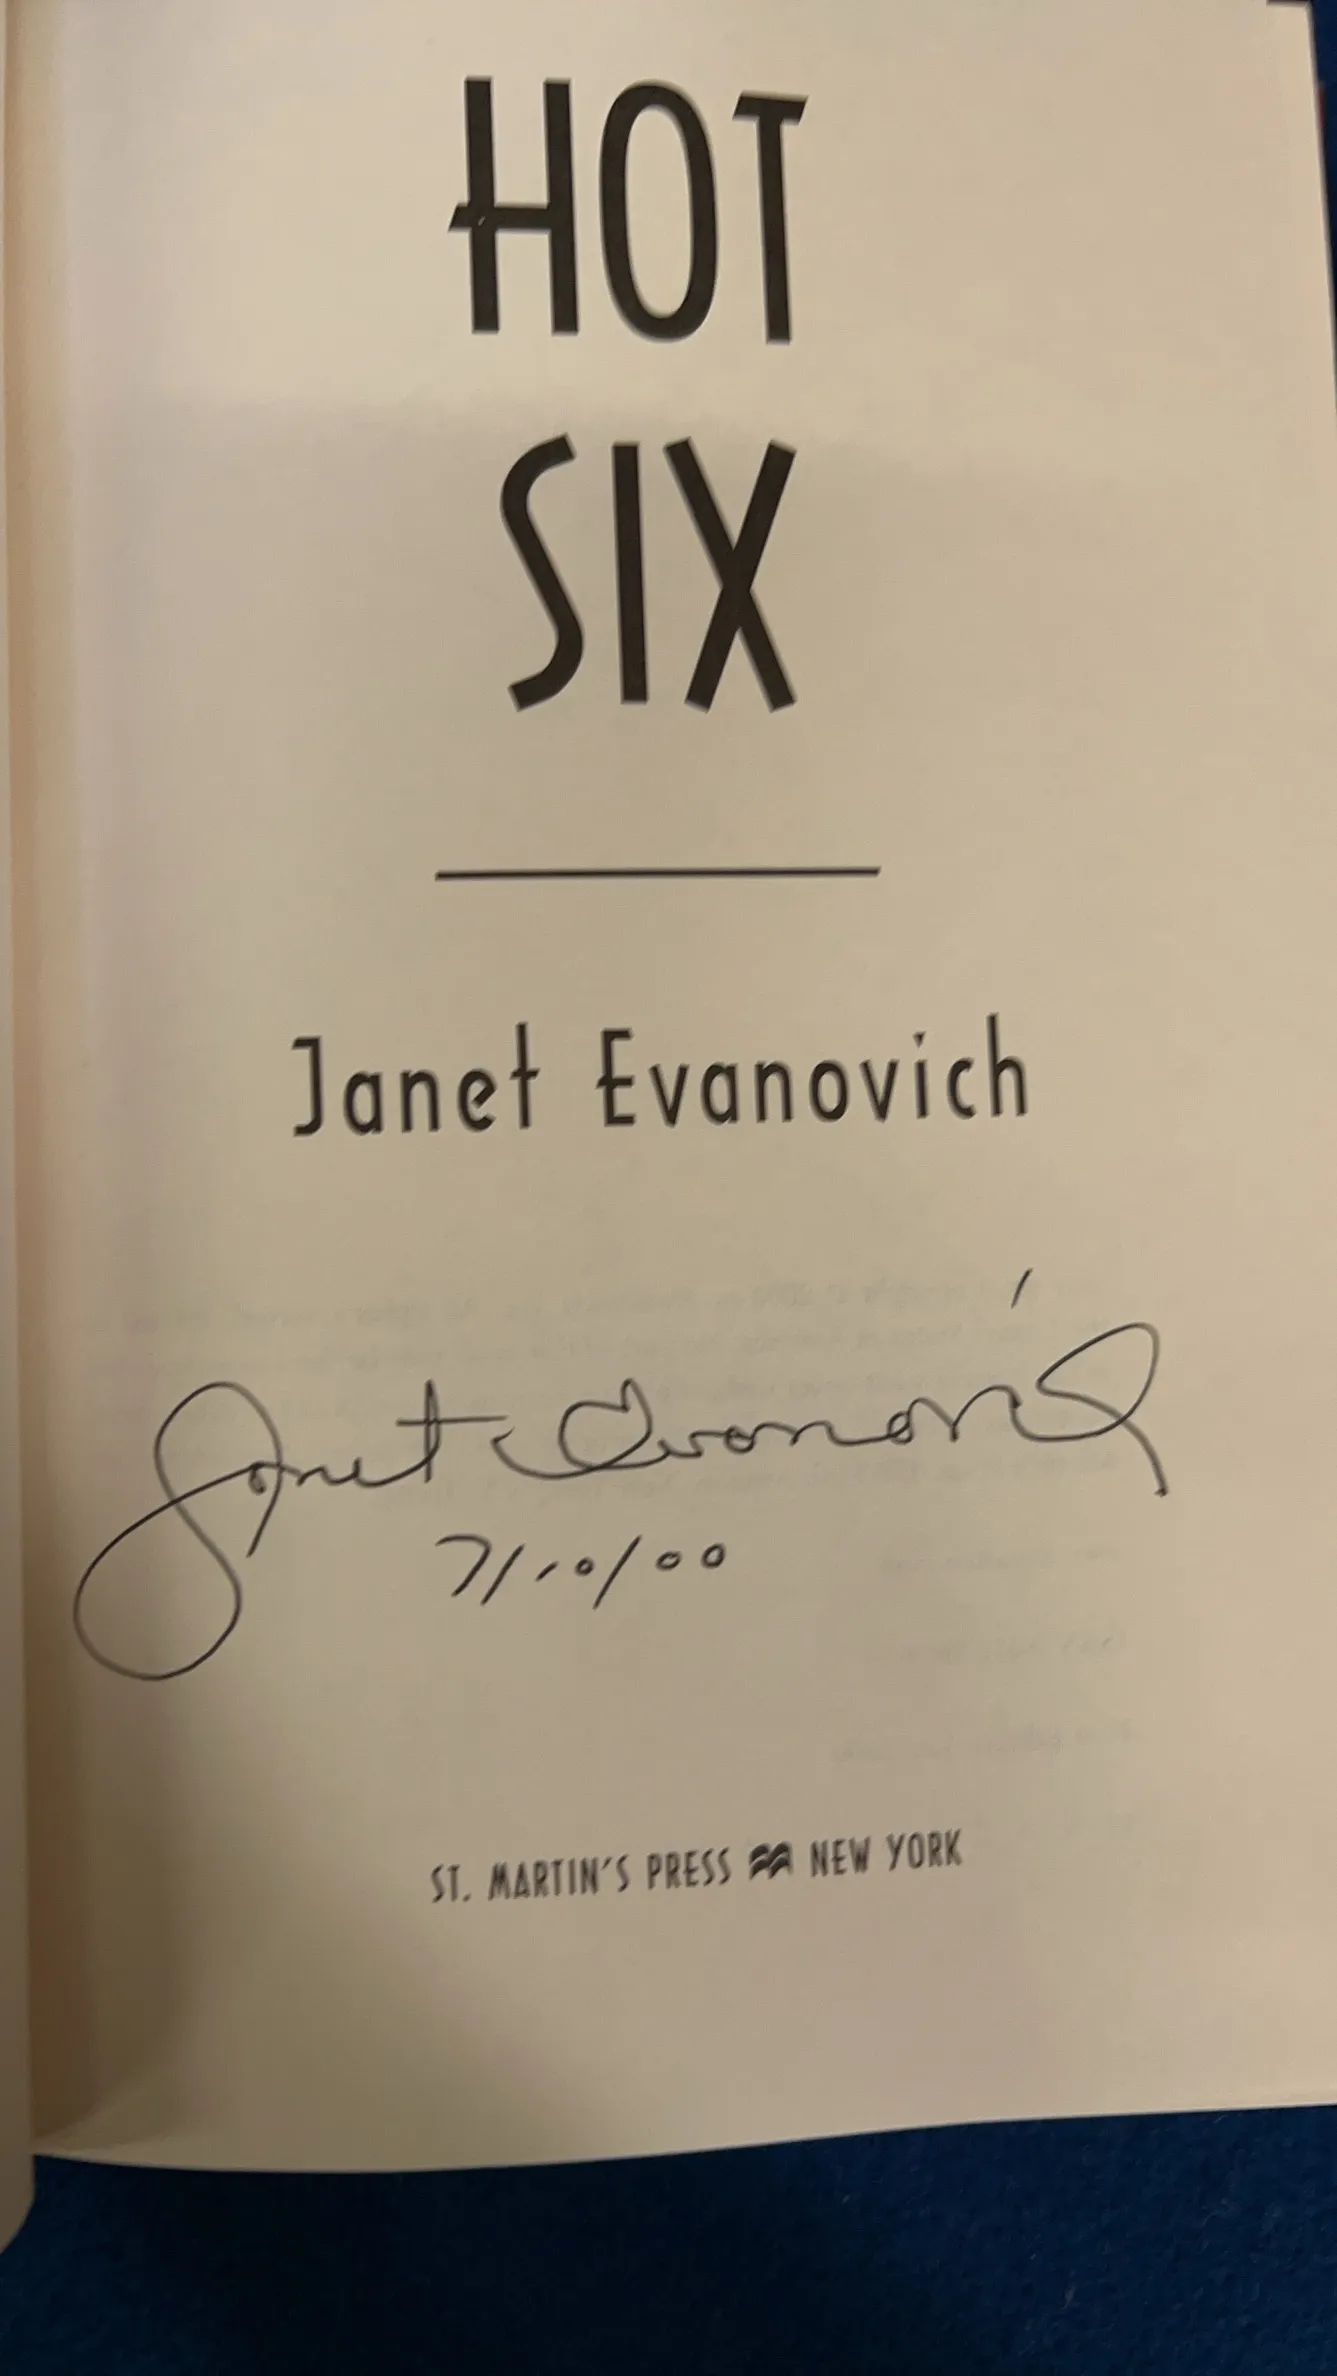 HOT
SIX
Janet Evanovich
Janet Evanovich
7/10/00
ST. MARTIN'S PRESS NEW YORK